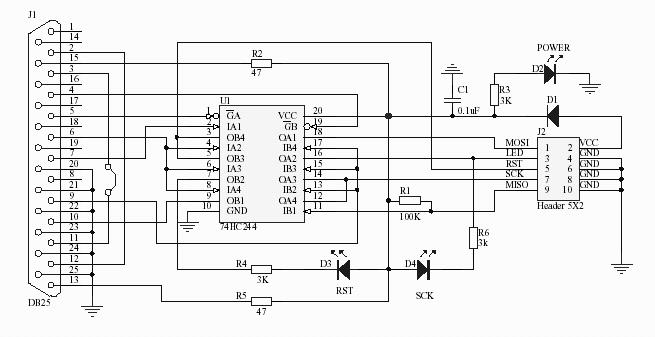 J1
1
14
2
15
3
16
4
17
5
18
6
19
7
20
8
21
9
22
10
23
11
24
12
25
13
DB25
R2
47
U1
1 GA VCC 20
2 IA1 GB 19
3 OB4 OA1 18
4 IA2 IB4 17
5 OB3 OA2 16
6 IA3 IB3 15
7 OB2 OA3 14
8 IA4 IB2 13
9 OB1 OA4 12
10 GND IB1 11
74HC244
R4
3K
R5
47
D3
RST
D4
SCK
R1
100K
R6
3k
C1
0.1uF
POWER
D2
R3
3K
D1
J2
MOSI 1 2 VCC
LED 3 4 GND
RST 5 6 GND
SCK 7 8 GND
MISO 9 10 GND
Header 5X2